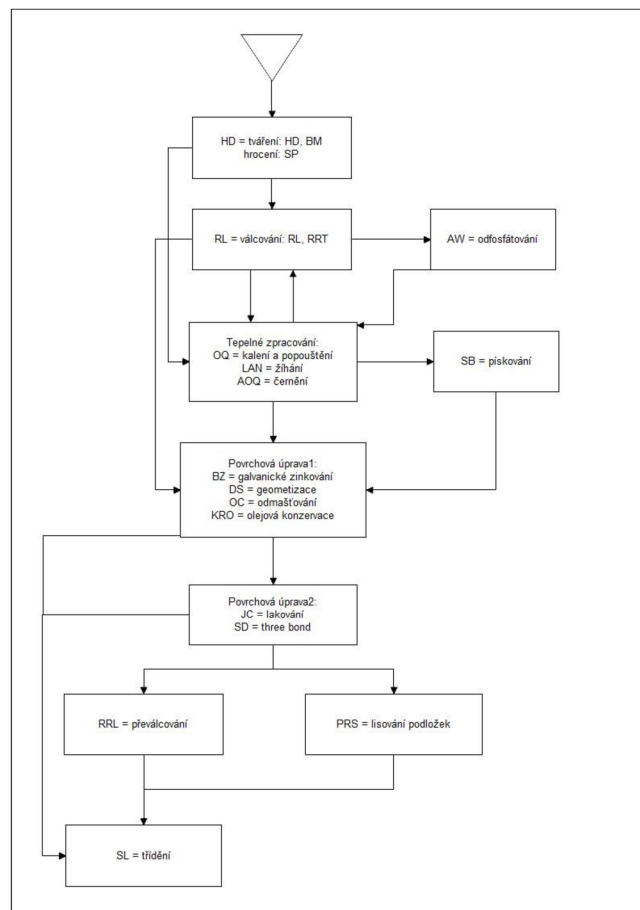 HD = tváření: HD, BM
hrocení: SP
RL = válcování: RL, RRT
AW = odfosfátování
Tepelné zpracování:
OQ = kalení a popouštění
LAN = žíhání
AOQ = černění
SB = pískování
Povrchová úprava1:
BZ = galvanické zinkování
DS = geometizace
OC = odmašťování
KRO = olejová konzervace
Povrchová úprava2:
JC = lakování
SD = three bond
RRL = převálcování
PRS = lisování podložek
SL = třídění